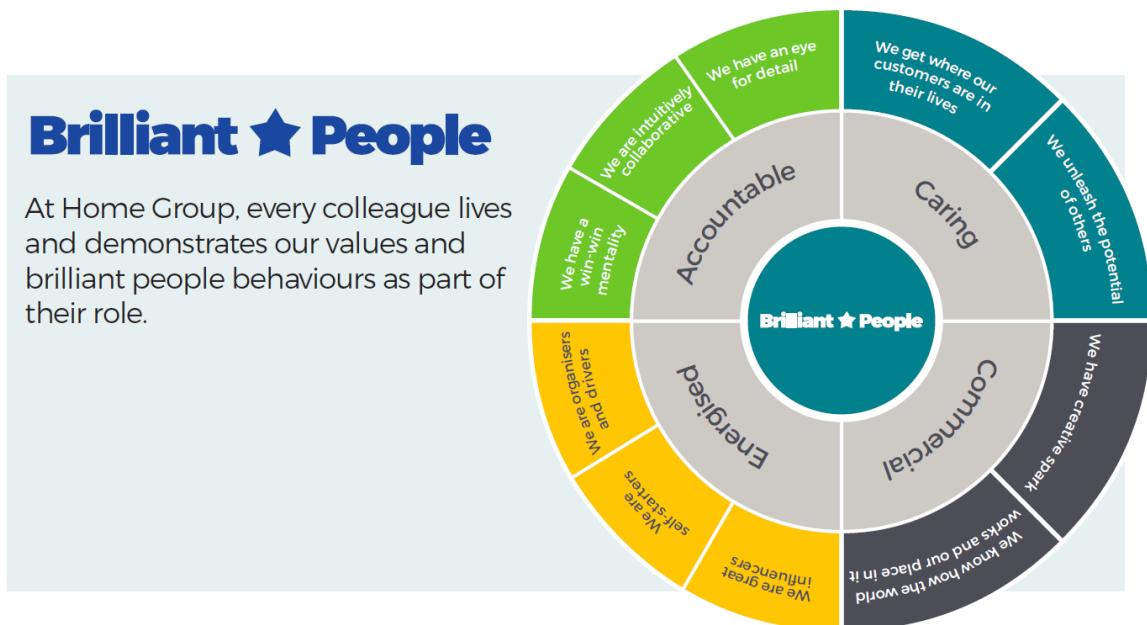 Brilliant People
At Home Group, every colleague lives
and demonstrates our values and
brilliant people behaviours as part of
their role.
We have an eye
for detail
We are intuitively
collaborative
We have a
win-win
mentality
Accountable
We get where our
customers are in
their lives
We unleash the potential
of others
Caring
Brilliant People
We are organisers
and drivers
We are
self-starters
We are great
influencers
Energised
We have creative spark
We know how the world
works and our place in it
Commercial